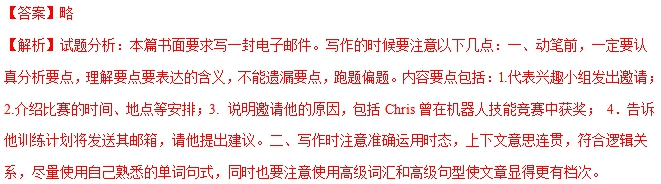 【答案】略
【解析】试题分析：本篇书面要求写一封电子邮件。写作的时候要注意以下几点：一、动笔前，一定要认
真分析要点，理解要点要表达的含义，不能遗漏要点，跑题偏题。内容要点包括：1.代表兴趣小组发出邀请；
2.介绍比赛的时间、地点等安排；3. 说明邀请他的原因，包括 Chris 曾在机器人技能竞赛中获奖； 4．告诉
他训练计划将发送其邮箱，请他提出建议。二、写作时注意准确运用时态，上下文意思连贯，符合逻辑关
系，尽量使用自己熟悉的单词句式，同时也要注意使用高级词汇和高级句型使文章显得更有档次。